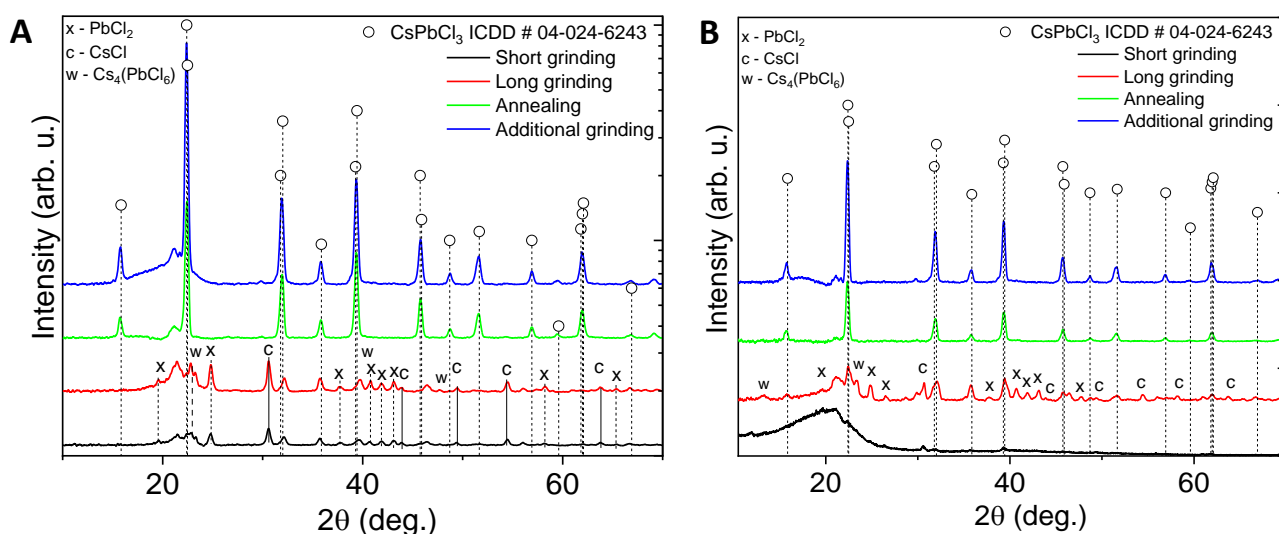 A
x - PbCl2
c - CsCl
w - Cs4(PbCl6)
CsPbCl3 ICDD # 04-024-6243
Short grinding
Long grinding
Annealing
Additional grinding
Intensity (arb. u.)
x w x c w x x x c w c c x c x
20 40 60
2θ (deg.)
B
x - PbCl2
c - CsCl
w - Cs4(PbCl6)
CsPbCl3 ICDD # 04-024-6243
Short grinding
Long grinding
Annealing
Additional grinding
Intensity (arb. u.)
w x w x x c x x x x c x c c c c
20 40 60
2θ (deg.)